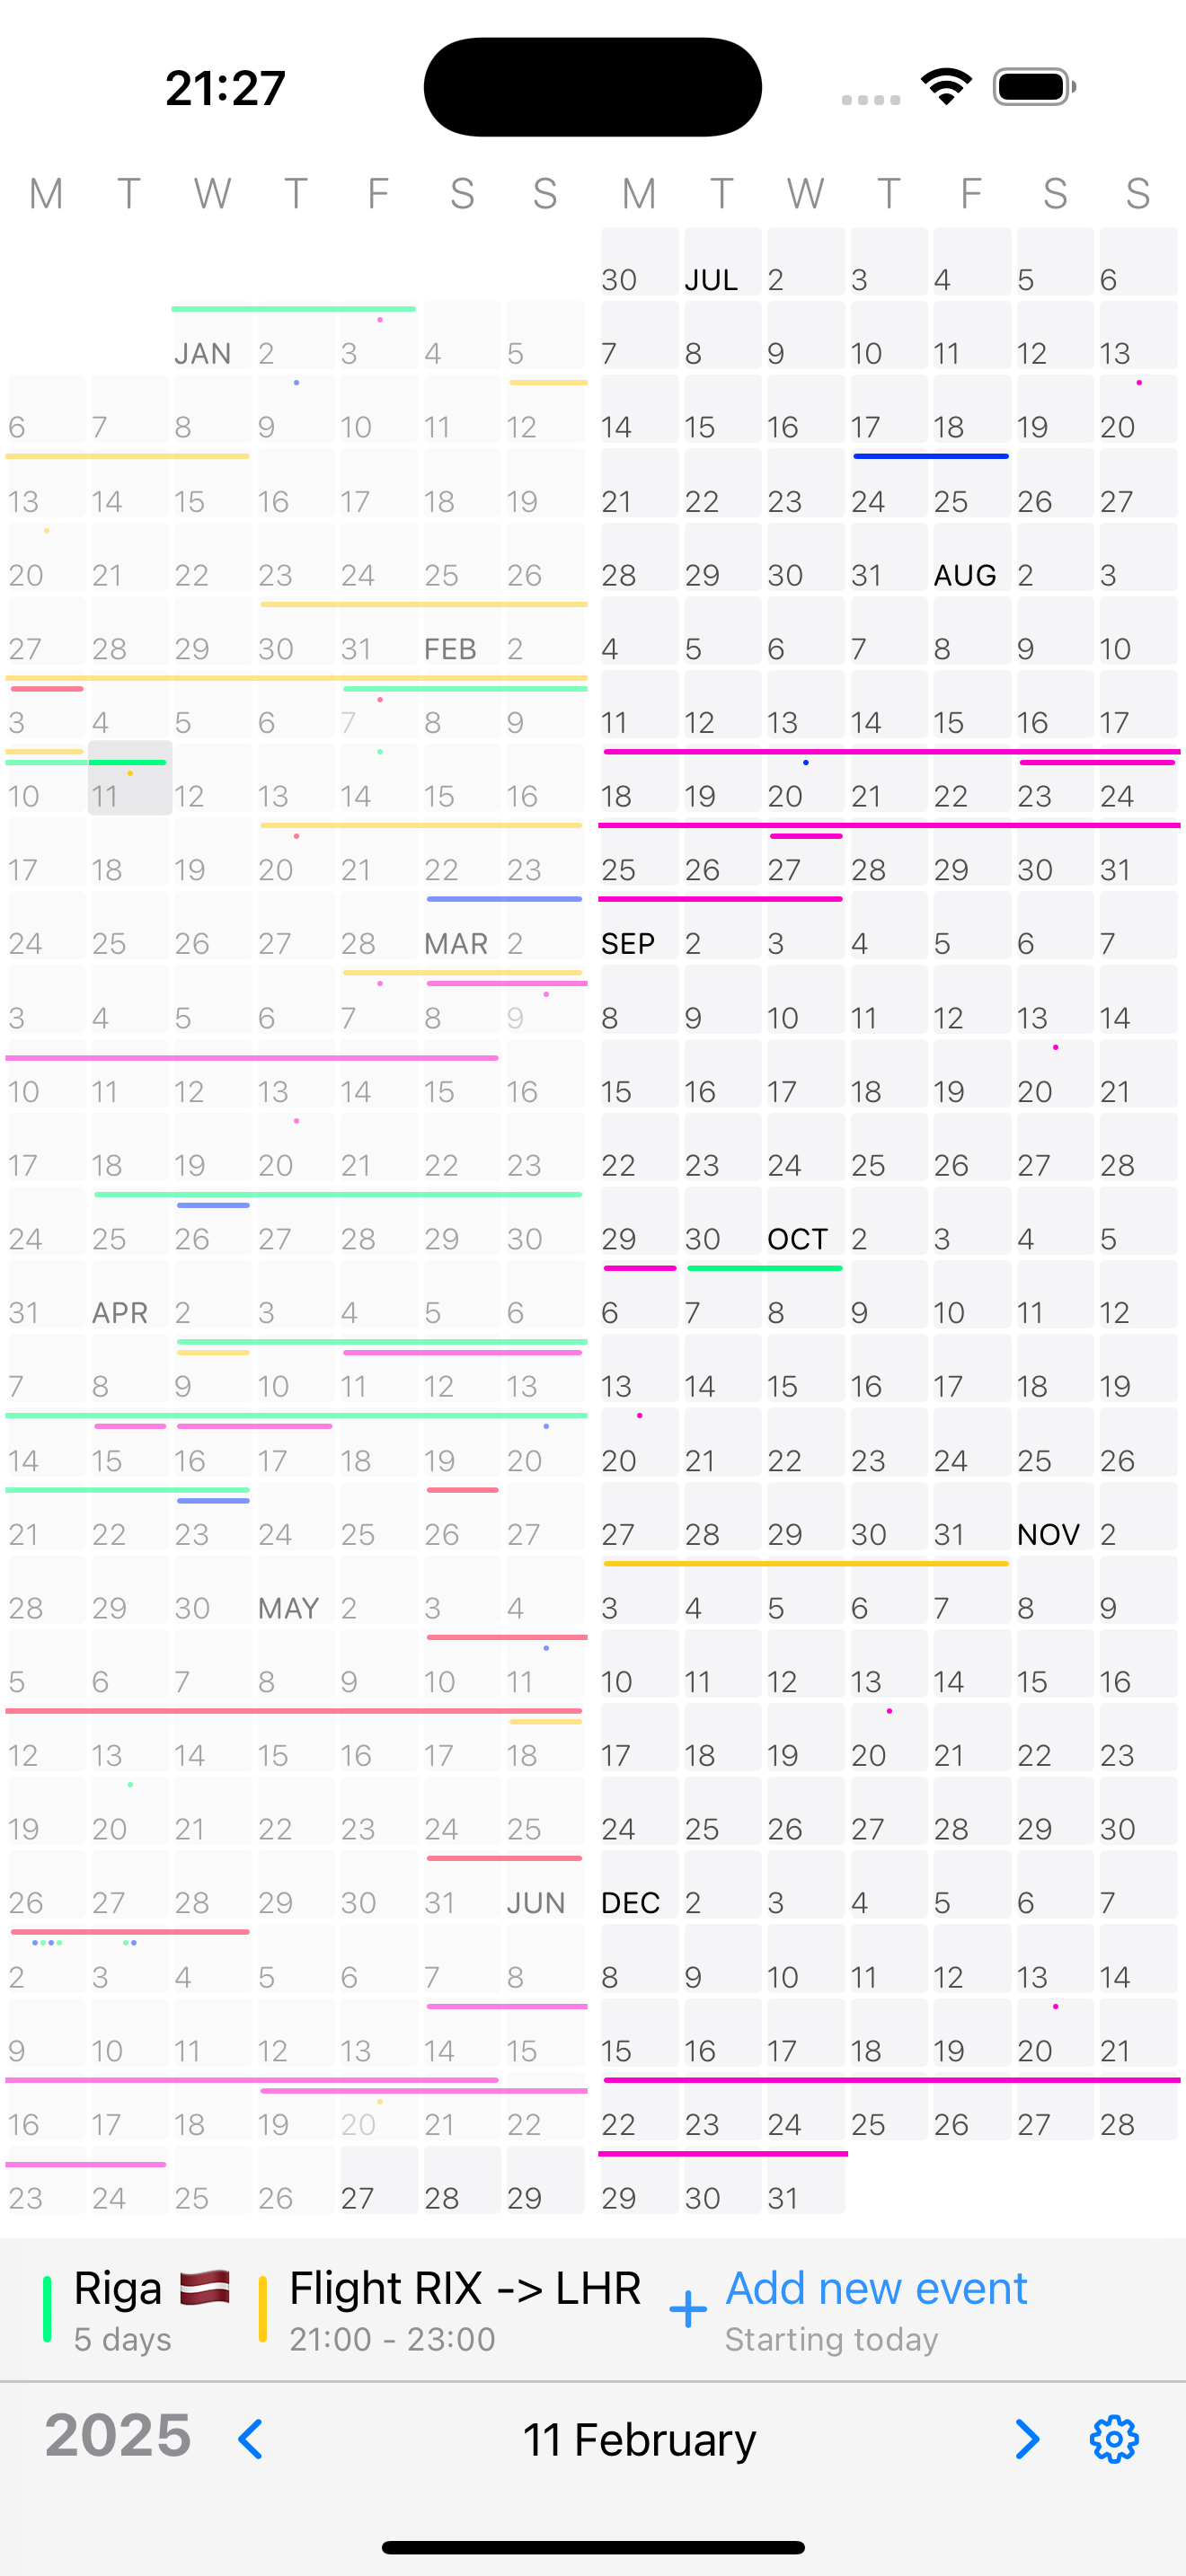 21:27
M T W T F S S M T W T F S S
30 JUL 2 3 4 5 6
JAN 2 3 4 5 7 8 9 10 11 12 13
6 7 8 9 10 11 12 14 15 16 17 18 19 20
13 14 15 16 17 18 19 21 22 23 24 25 26 27
20 21 22 23 24 25 26 28 29 30 31 AUG 2 3
27 28 29 30 31 FEB 2 4 5 6 7 8 9 10
3 4 5 6 7 8 9 11 12 13 14 15 16 17
10 11 12 13 14 15 16 18 19 20 21 22 23 24
17 18 19 20 21 22 23 25 26 27 28 29 30 31
24 25 26 27 28 MAR 2 SEP 2 3 4 5 6 7
3 4 5 6 7 8 9 8 9 10 11 12 13 14
10 11 12 13 14 15 16 15 16 17 18 19 20 21
17 18 19 20 21 22 23 22 23 24 25 26 27 28
24 25 26 27 28 29 30 29 30 OCT 2 3 4 5
31 APR 2 3 4 5 6 6 7 8 9 10 11 12
7 8 9 10 11 12 13 13 14 15 16 17 18 19
14 15 16 17 18 19 20 20 21 22 23 24 25 26
21 22 23 24 25 26 27 27 28 29 30 31 NOV 2
28 29 30 MAY 2 3 4 3 4 5 6 7 8 9
5 6 7 8 9 10 11 10 11 12 13 14 15 16
12 13 14 15 16 17 18 17 18 19 20 21 22 23
19 20 21 22 23 24 25 24 25 26 27 28 29 30
26 27 28 29 30 31 JUN DEC 2 3 4 5 6 7
2 3 4 5 6 7 8 8 9 10 11 12 13 14
9 10 11 12 13 14 15 15 16 17 18 19 20 21
16 17 18 19 20 21 22 22 23 24 25 26 27 28
23 24 25 26 27 28 29 29 30 31
Riga 🇱🇻 Flight RIX -> LHR + Add new event
5 days 21:00 - 23:00 Starting today
2025 < 11 February >